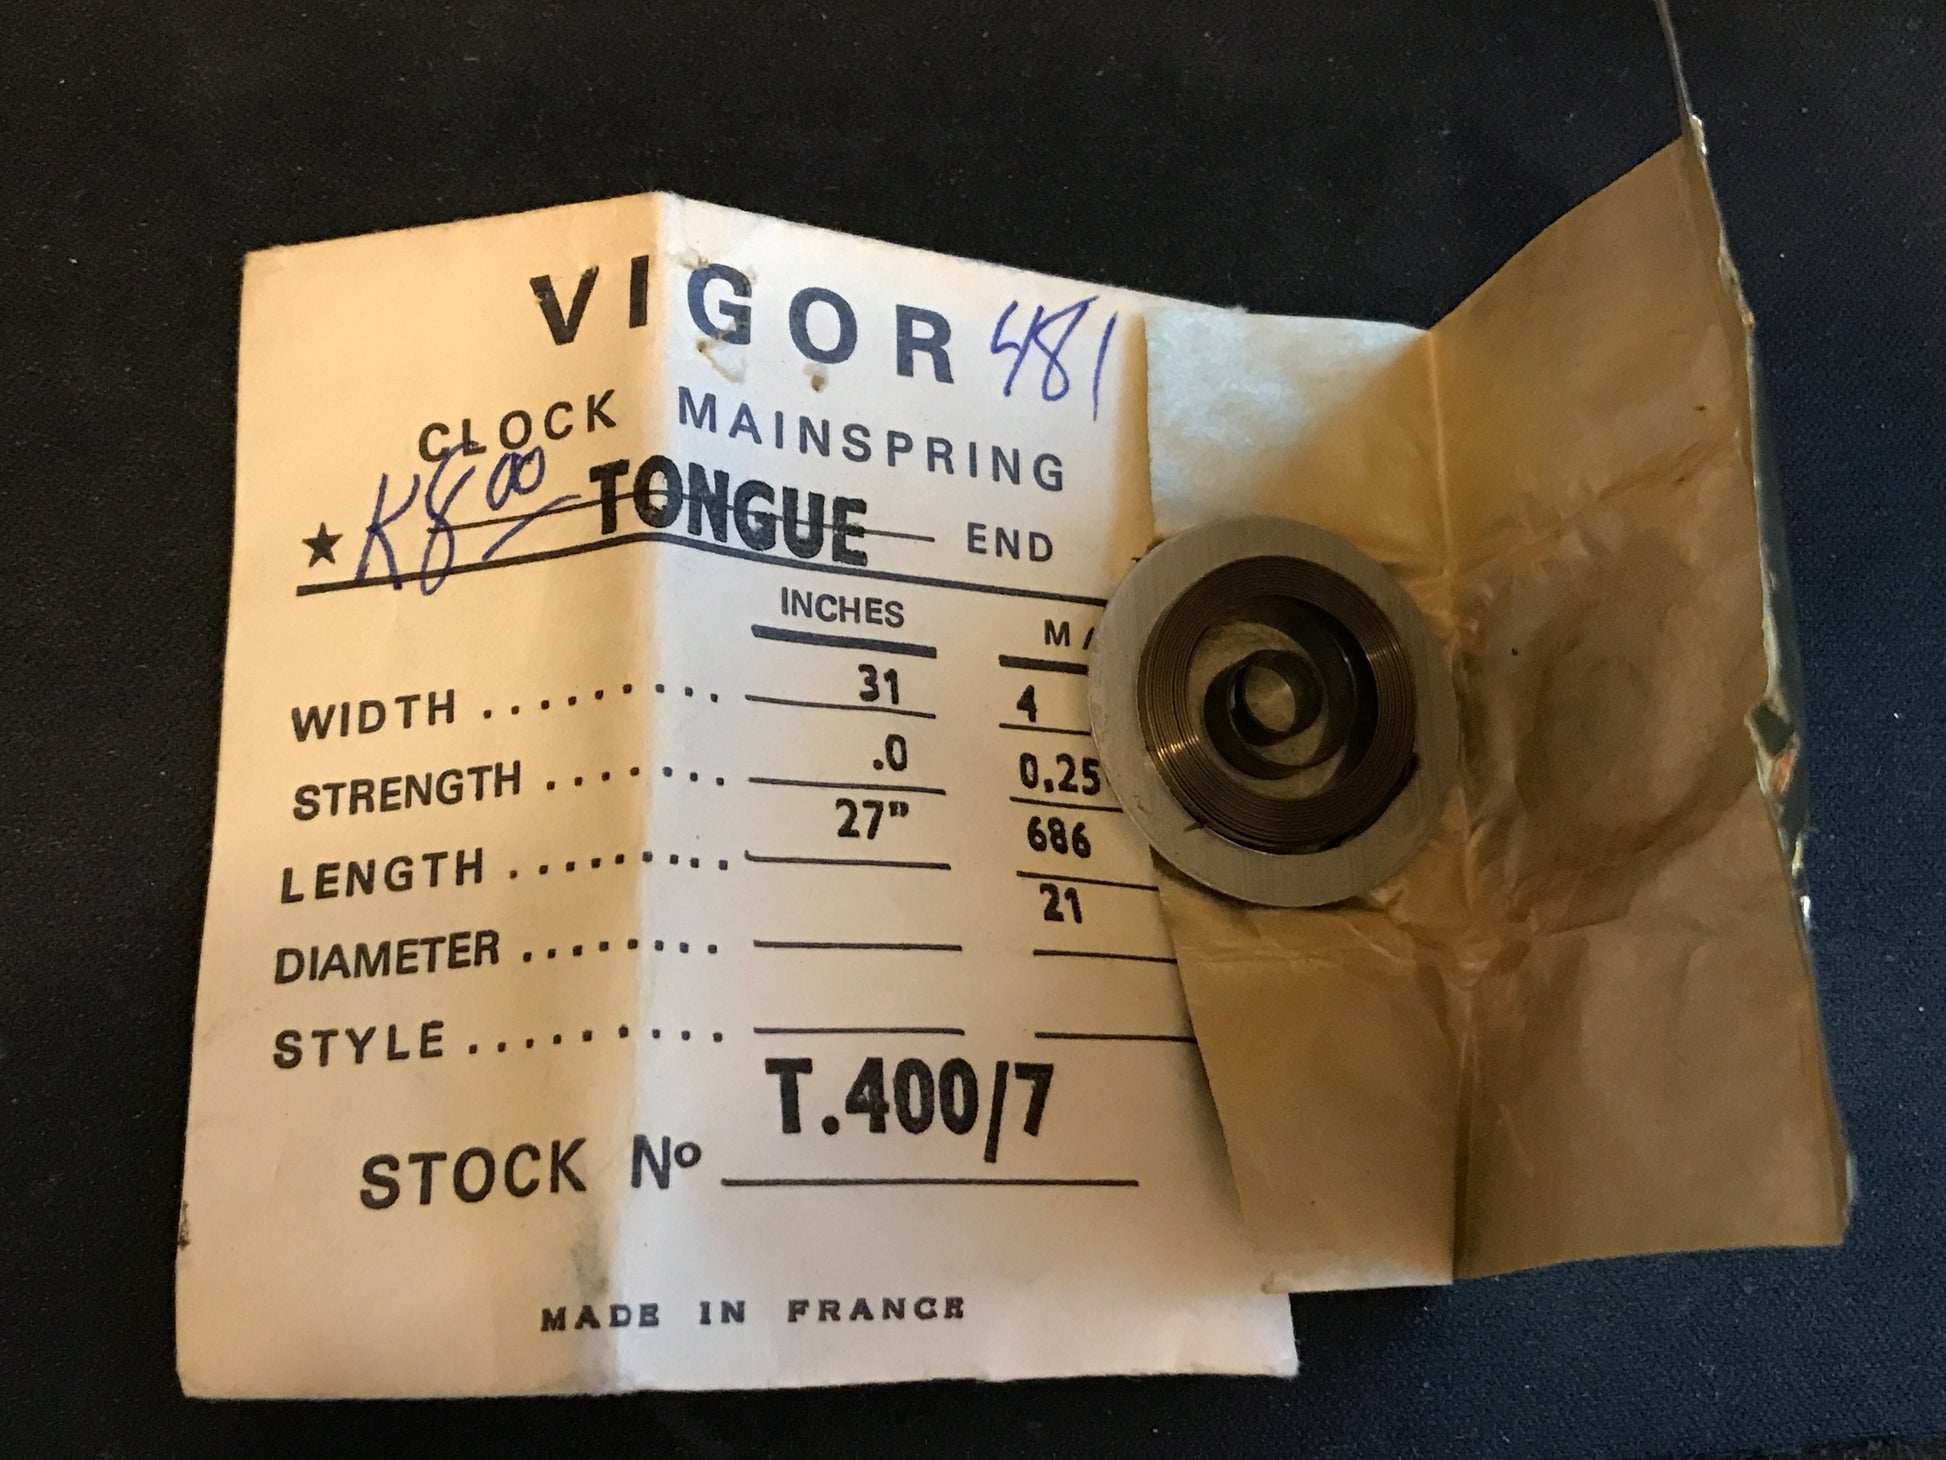 VIGOR 481
CLOCK MAINSPRING
★ K800 TONGUE END
INCHES M
WIDTH ......... 31 4
STRENGTH ....... .0 0,25
LENGTH ......... 27" 686
DIAMETER ........ 21
STYLE .........
T.400/7
STOCK Nº
MADE IN FRANCE